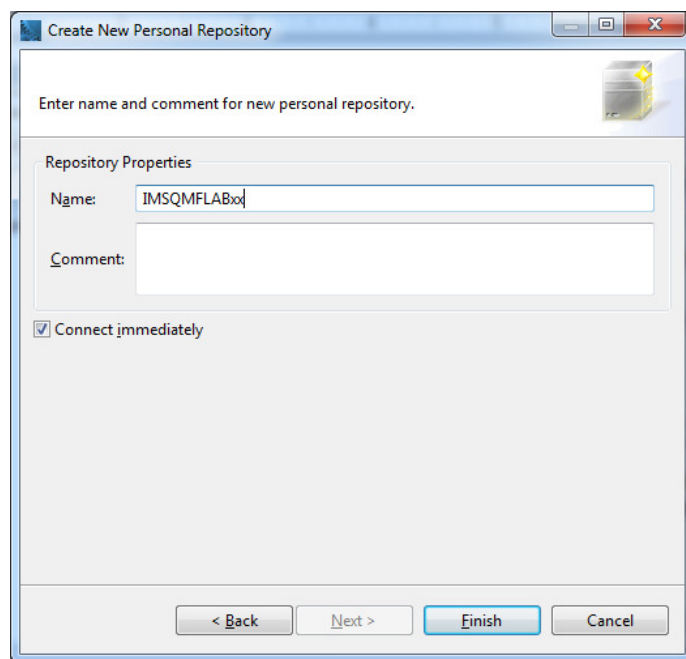 Create New Personal Repository
Enter name and comment for new personal repository.
Repository Properties
Name: IMSQMFLABxx
Comment:
Connect immediately
< Back Next > Finish Cancel